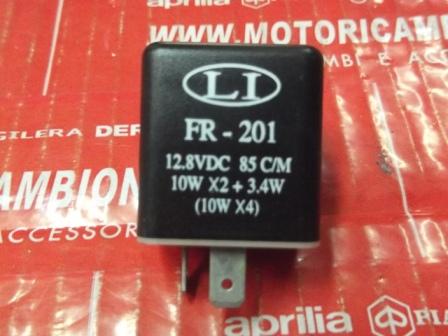 aprilia
WWW.MOTORICAMB
LI
FR - 201
12.8VDC 85 C/M
10W X2 + 3.4W
(10W X4)
GILERA DER
AMBION
ACCESSOR
aprilia